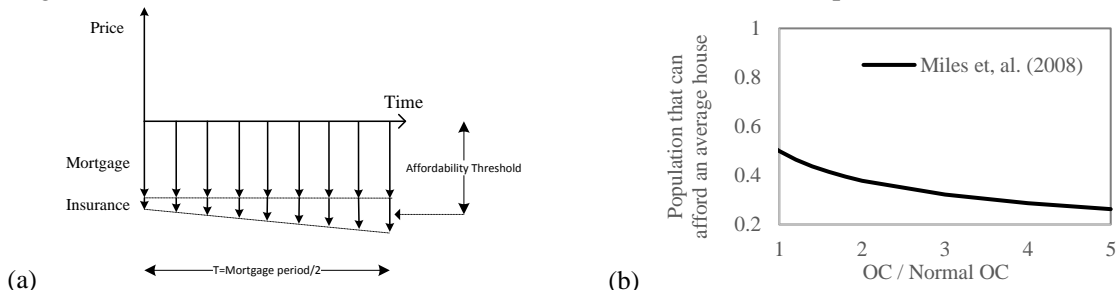 Price
Time
Mortgage
Affordability Threshold
Insurance
T=Mortgage period/2
(a)
Population that can
afford an average house
1
0.8
0.6
0.4
0.2
Miles et, al. (2008)
1 2 3 4 5
OC / Normal OC
(b)